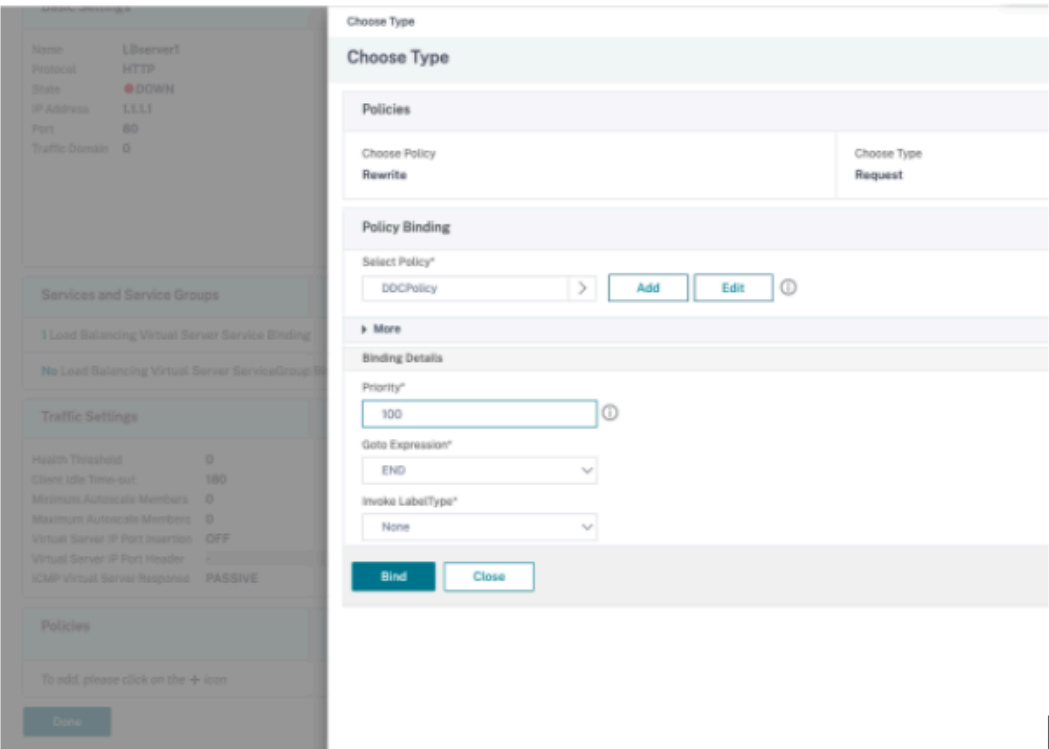 Basic Settings
Name LBserver1
Protocol HTTP
State DOWN
IP Address 1.1.1.1
Port 80
Traffic Domain 0
Services and Service Groups
1 Load Balancing Virtual Server Service Binding
No Load Balancing Virtual Server ServiceGroup Bi
Traffic Settings
Health Threshold 0
Client Idle Time-out 180
Minimum Autoscale Members 0
Maximum Autoscale Members 0
Virtual Server IP Port Insertion OFF
Virtual Server IP Port Header -
ICMP Virtual Server Response PASSIVE
Policies
To add, please click on the + icon
Done
Choose Type
Choose Type
Policies
Choose Policy
Rewrite
Choose Type
Request
Policy Binding
Select Policy*
DDCPolicy
Add
Edit
More
Binding Details
Priority*
100
Goto Expression*
END
Invoke LabelType*
None
Bind
Close